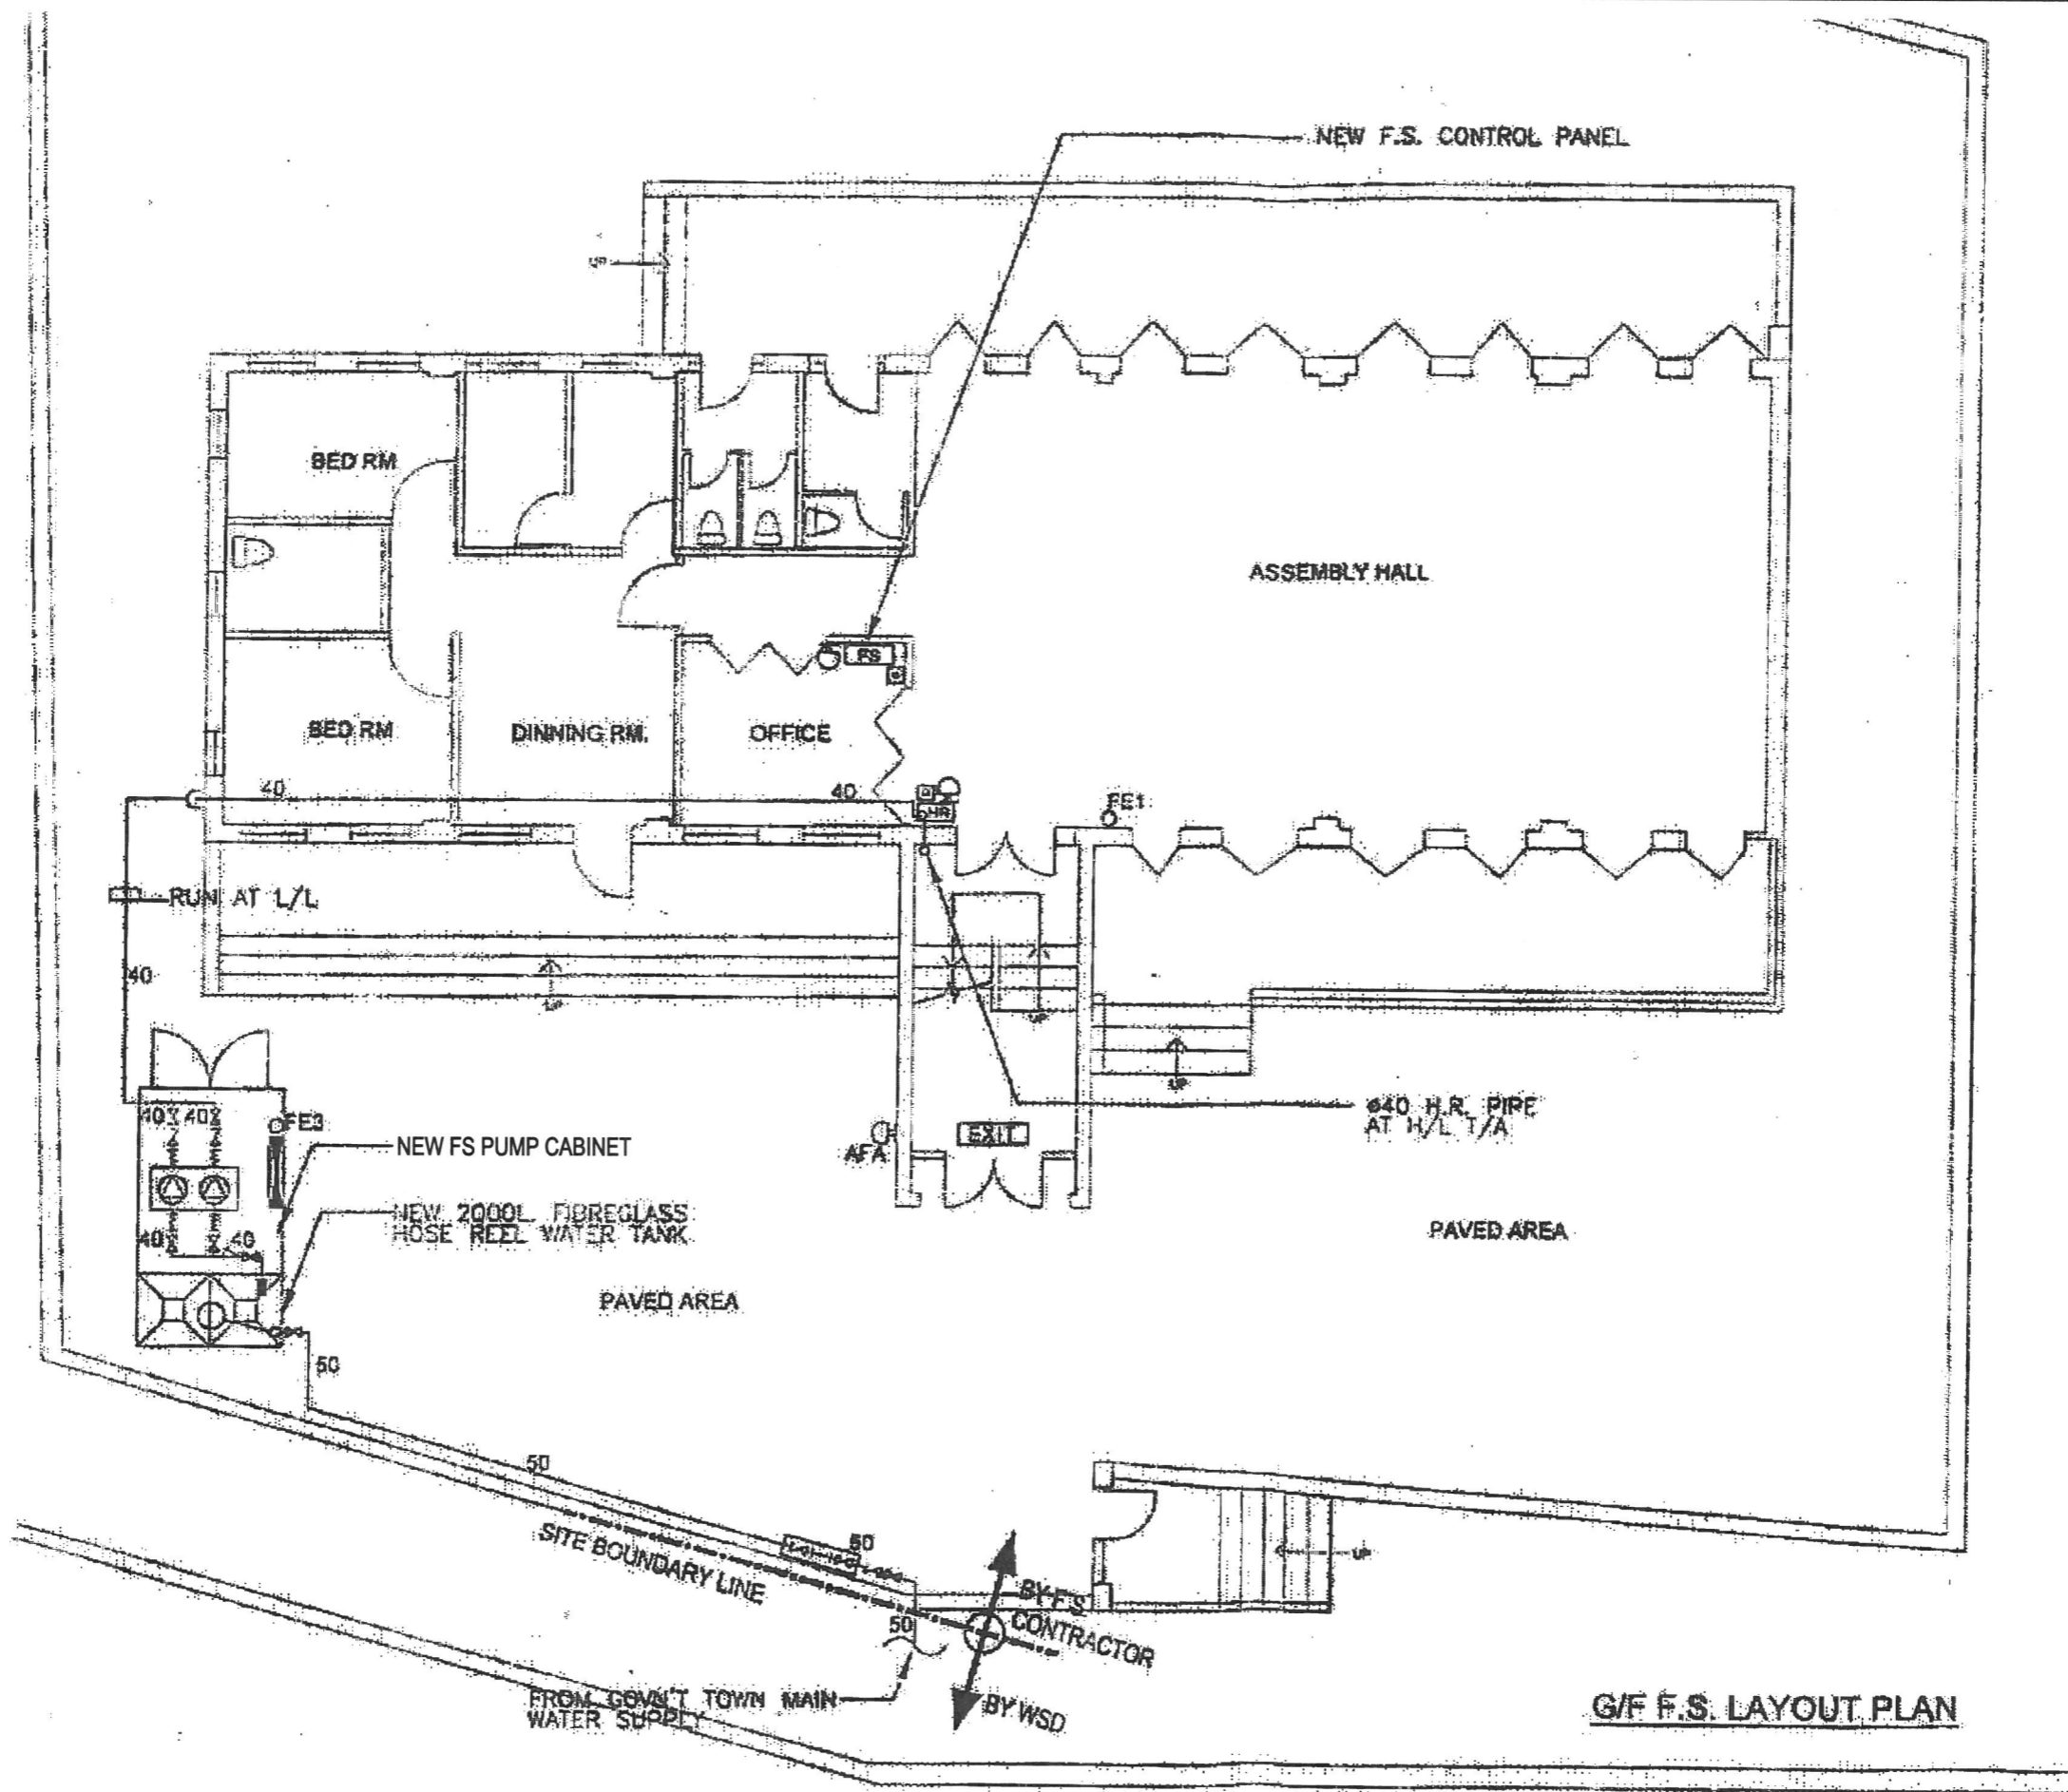 NEW F.S. CONTROL PANEL
UP
BED RM
ASSEMBLY HALL
FS
BED RM
DINNING RM.
OFFICE
40
40
HR
FE1
RUN AT L/L
40
UP
UP
UP
ø40 H.R. PIPE
AT H/L T/A
40
40
FE3
EXIT
AFA
NEW FS PUMP CABINET
NEW 2000L FIBREGLASS
HOSE REEL WATER TANK
40
40
PAVED AREA
PAVED AREA
50
50
50
SITE BOUNDARY LINE
UP
BY F.S
CONTRACTOR
50
FROM GOVN'T TOWN MAIN
WATER SUPPLY
BY WSD
G/F F.S. LAYOUT PLAN